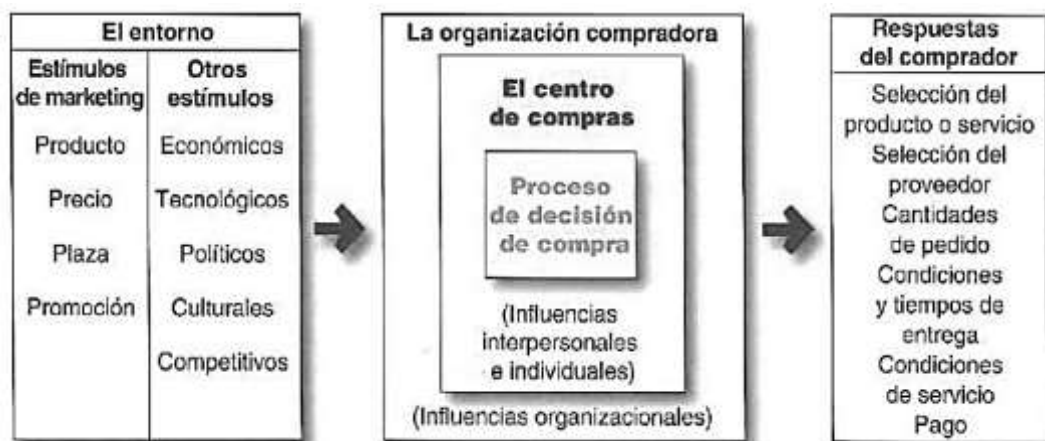 El entorno
Estímulos
de marketing
Producto
Precio
Plaza
Promoción
Otros
estímulos
Económicos
Tecnológicos
Políticos
Culturales
Competitivos
La organización compradora
El centro
de compras
Proceso
de decisión
de compra
(Influencias
interpersonales
e individuales)
(Influencias organizacionales)
Respuestas
del comprador
Selección del
producto o servicio
Selección del
proveedor
Cantidades
de pedido
Condiciones
y tiempos de
entrega
Condiciones
de servicio
Pago